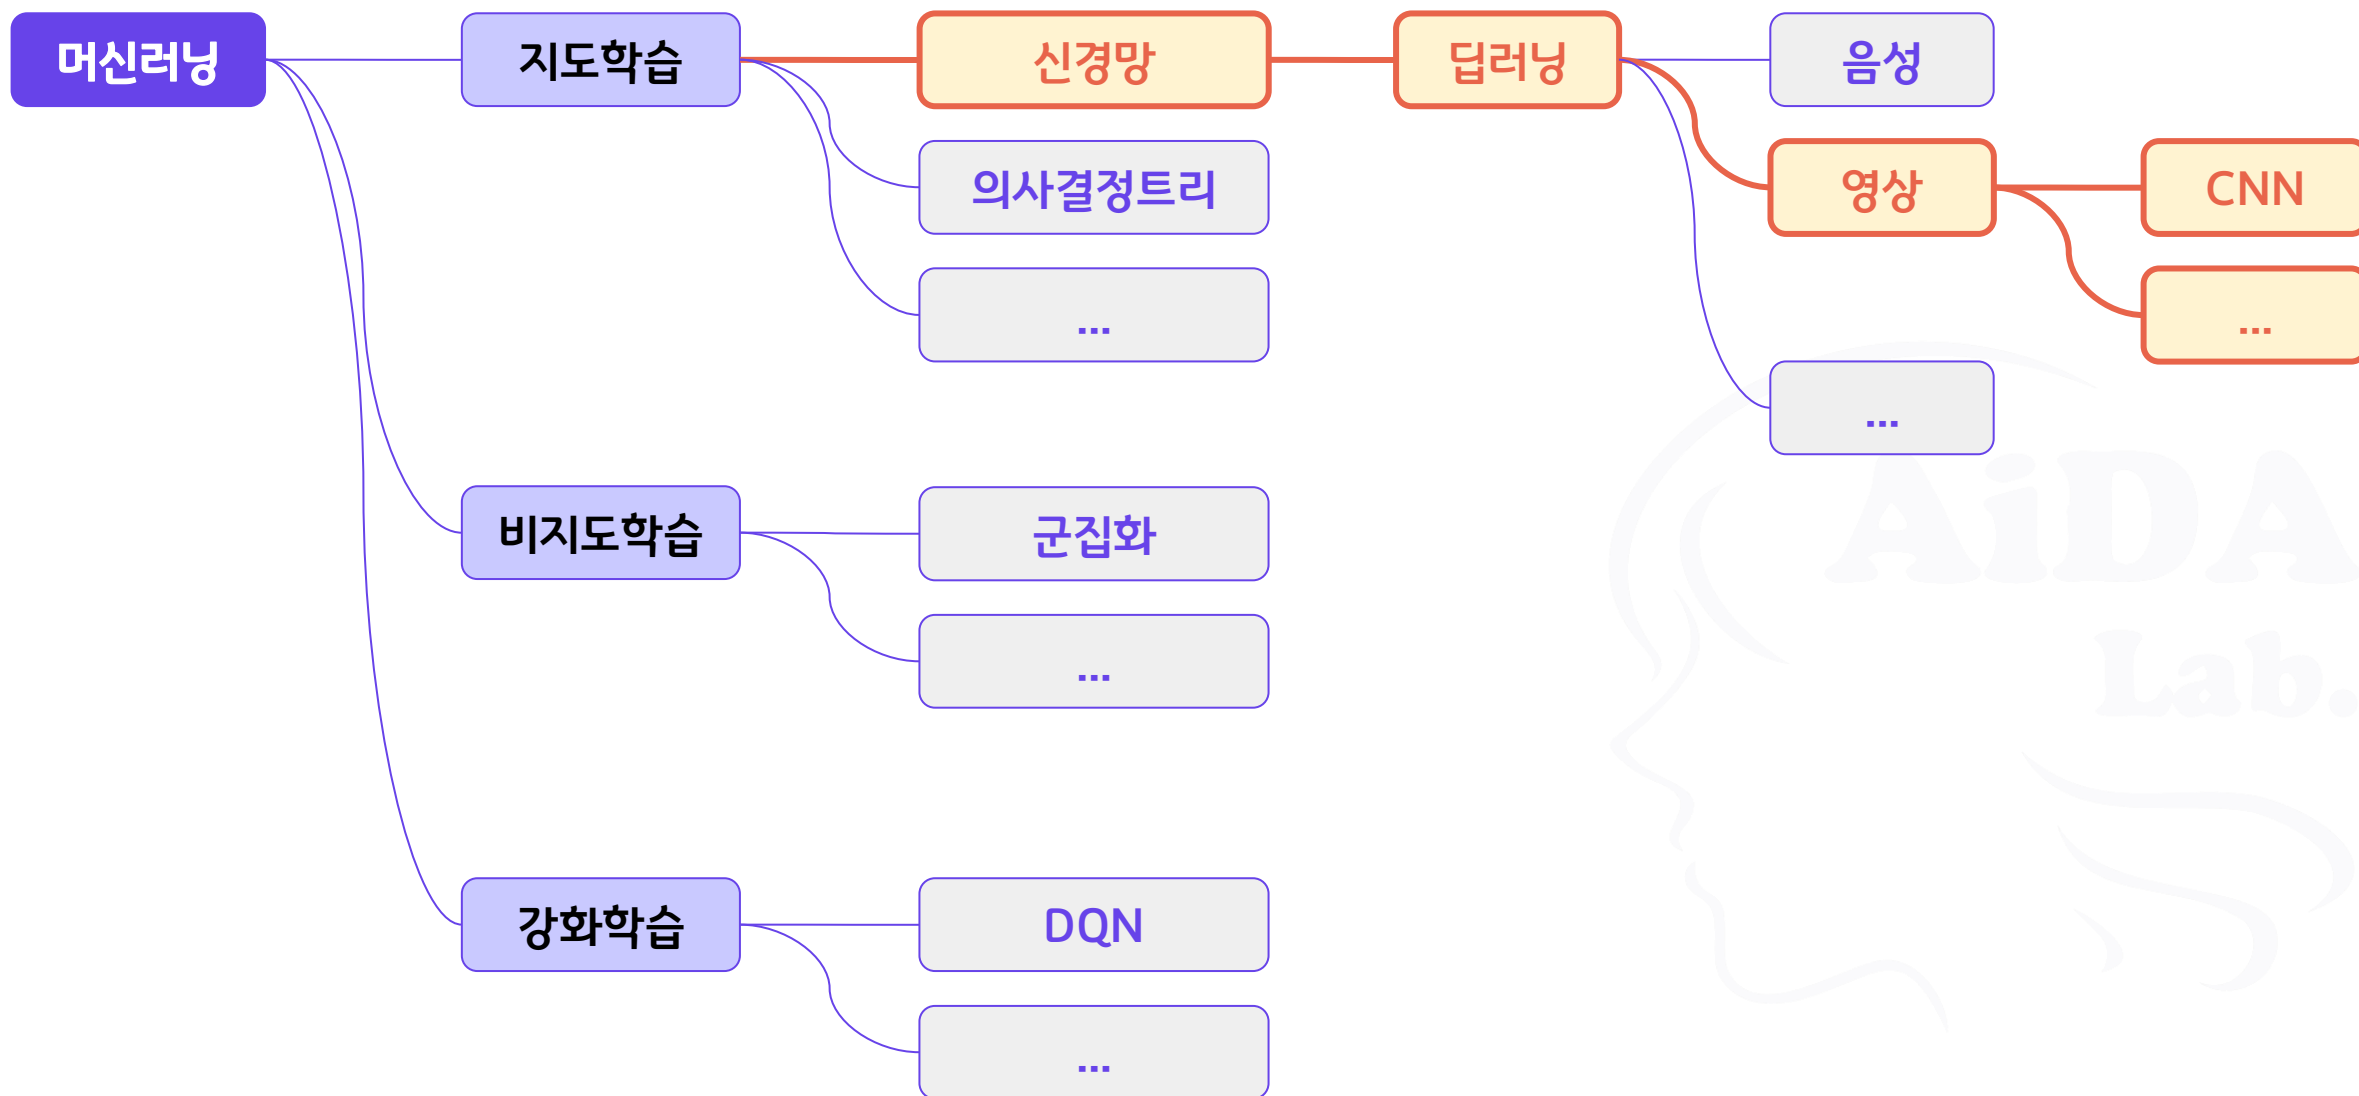 머신러닝
지도학습
신경망
딥러닝
음성
영상
CNN
...
...
의사결정트리
...
비지도학습
군집화
...
강화학습
DQN
...
AiDA
Lab.